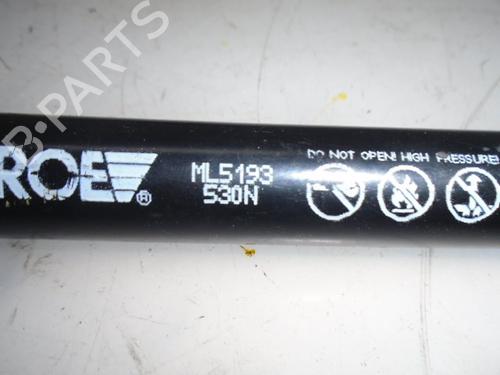 B-PARTS
ROE
®
ML5193
530N
DO NOT OPEN! HIGH PRESSURE!